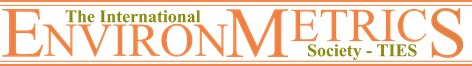 The International
ENVIRONMETRICS
Society - TIES